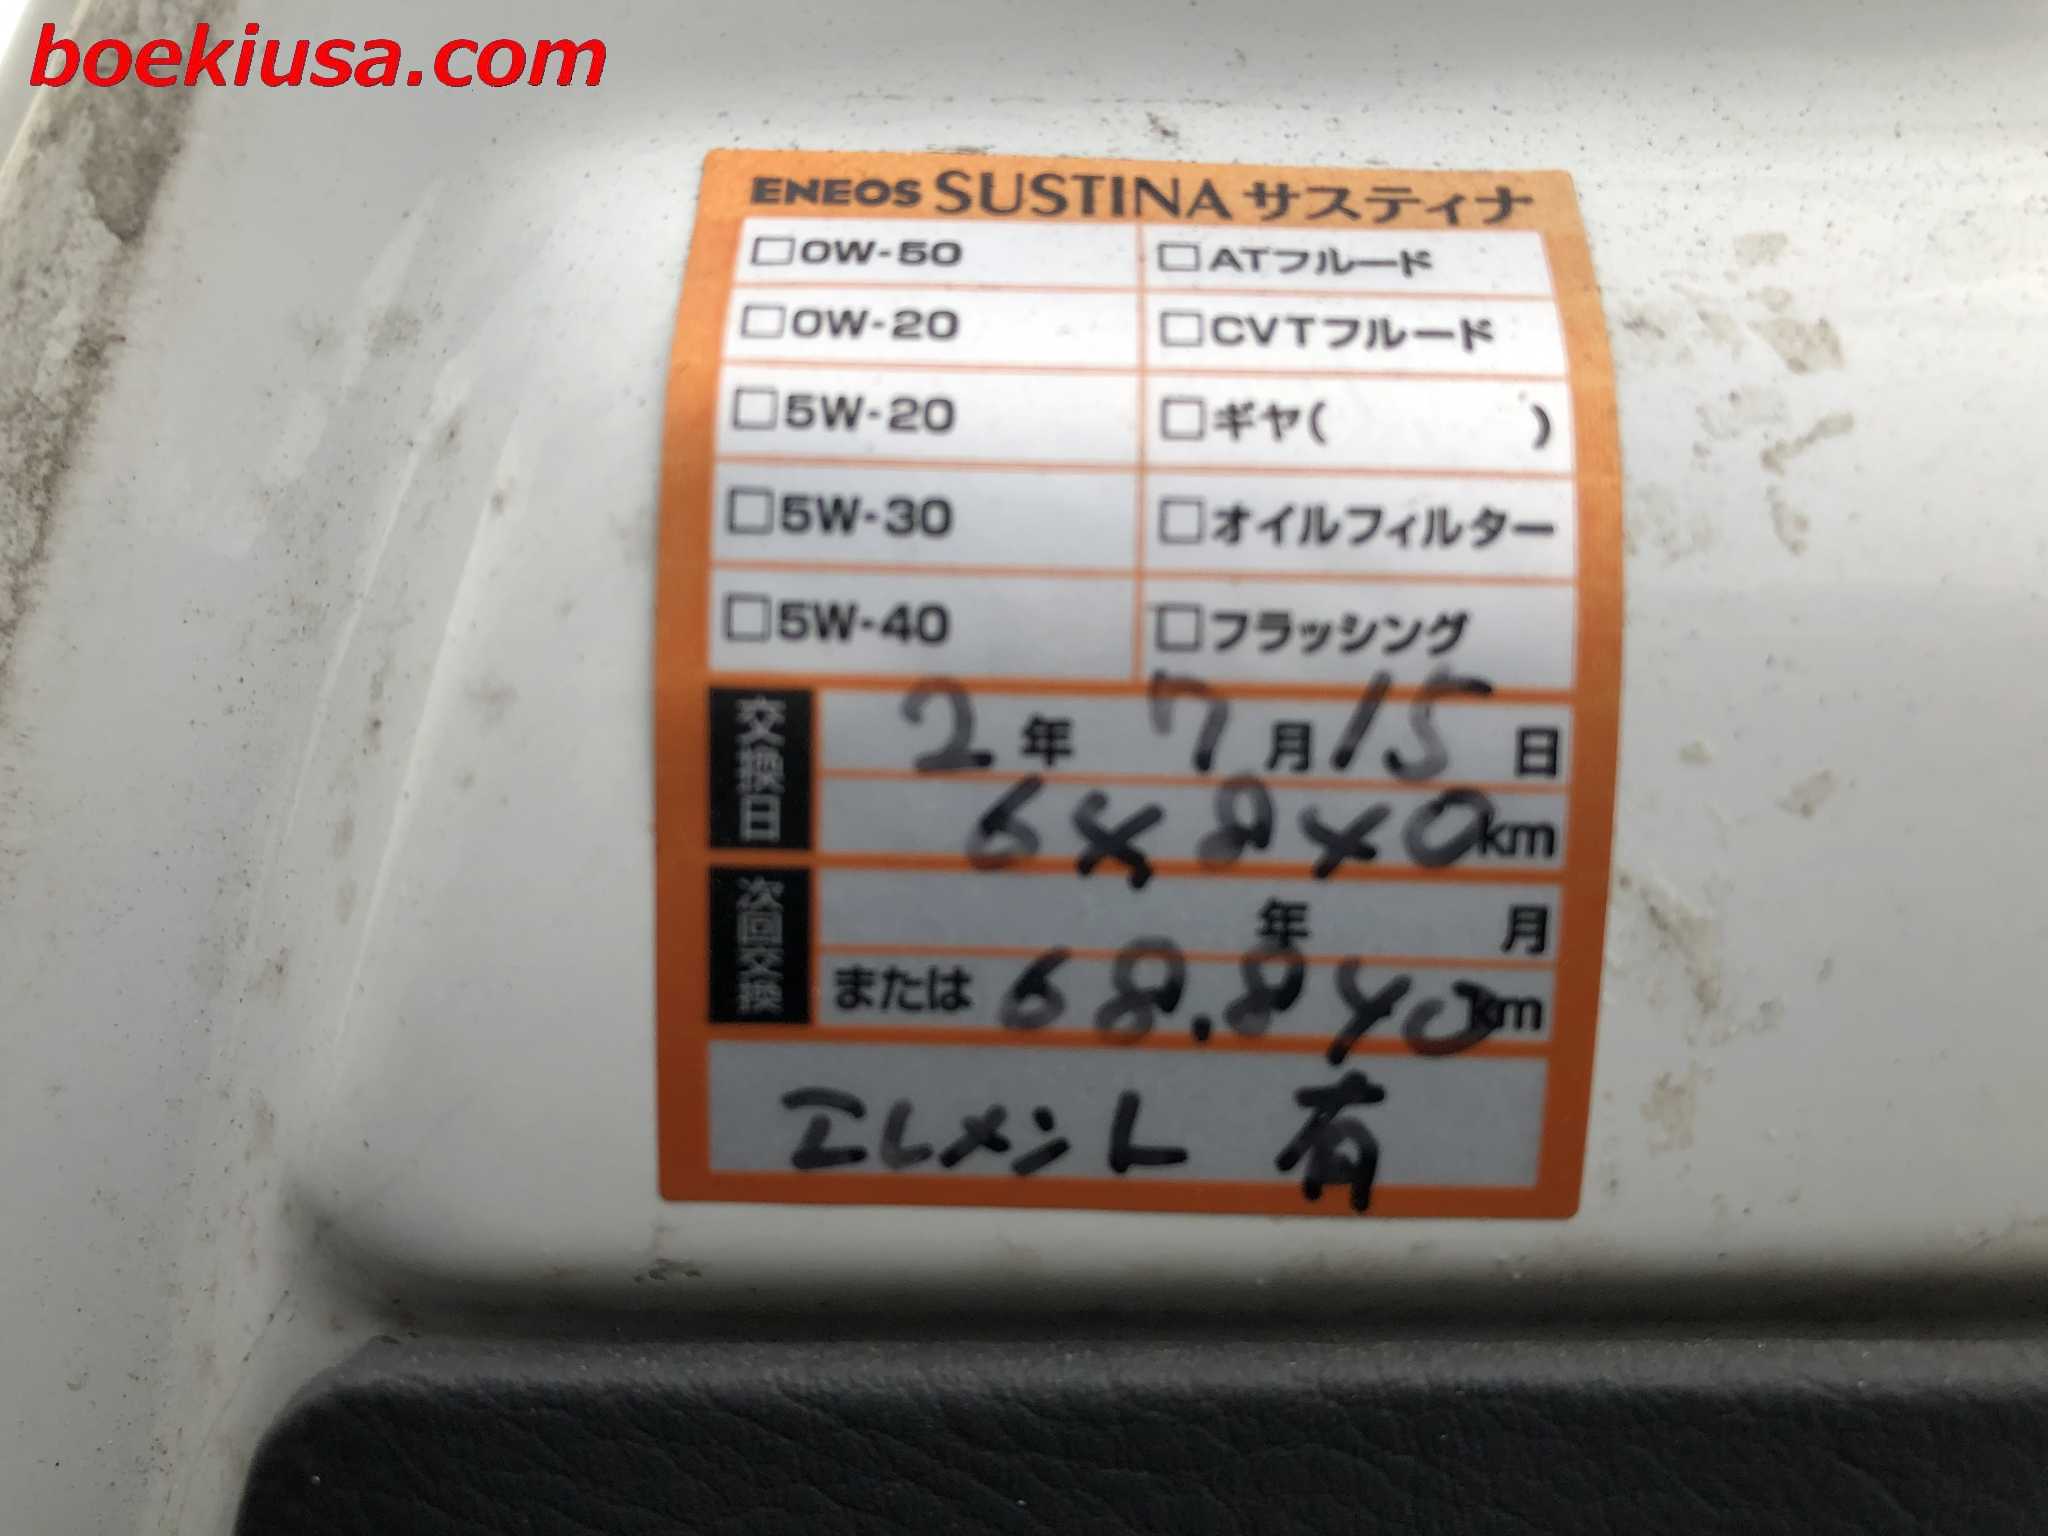 boekiusa.com
ENEOS SUSTINA サスティナ
□0W-50 □ATフルード
□0W-20 □CVTフルード
□5W-20 □ギヤ( )
□5W-30 □オイルフィルター
□5W-40 □フラッシング
交換日 2年 7月15日
64840km
次回交換 年 月
または 68.840km
エレメント 有